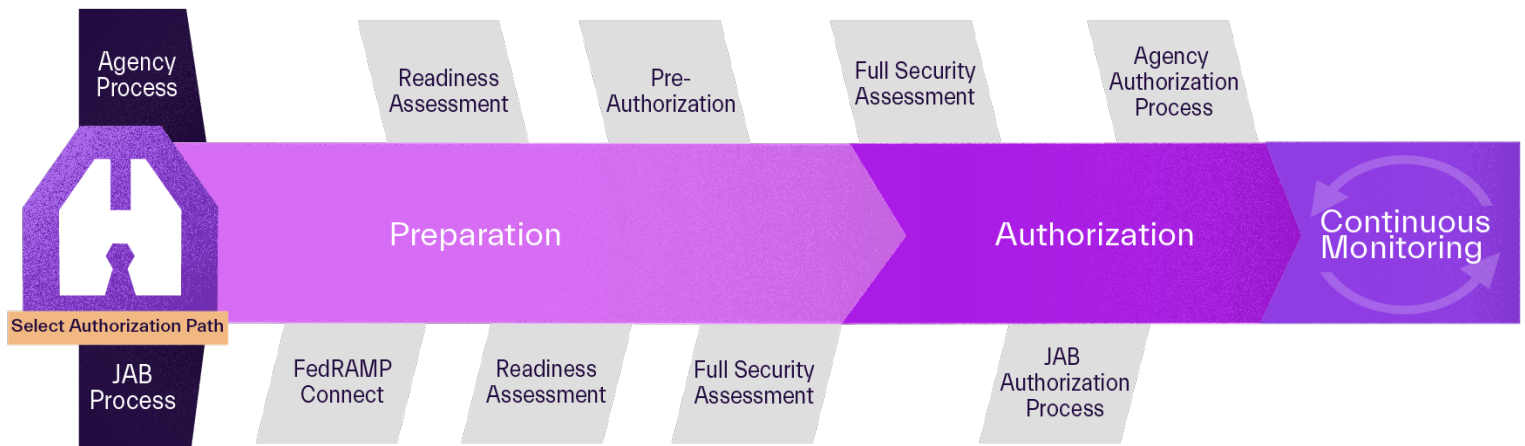 Agency
Process
Readiness
Assessment
Pre-
Authorization
Full Security
Assessment
Agency
Authorization
Process
Preparation
Authorization
Continuous
Monitoring
Select Authorization Path
JAB
Process
FedRAMP
Connect
Readiness
Assessment
Full Security
Assessment
JAB
Authorization
Process